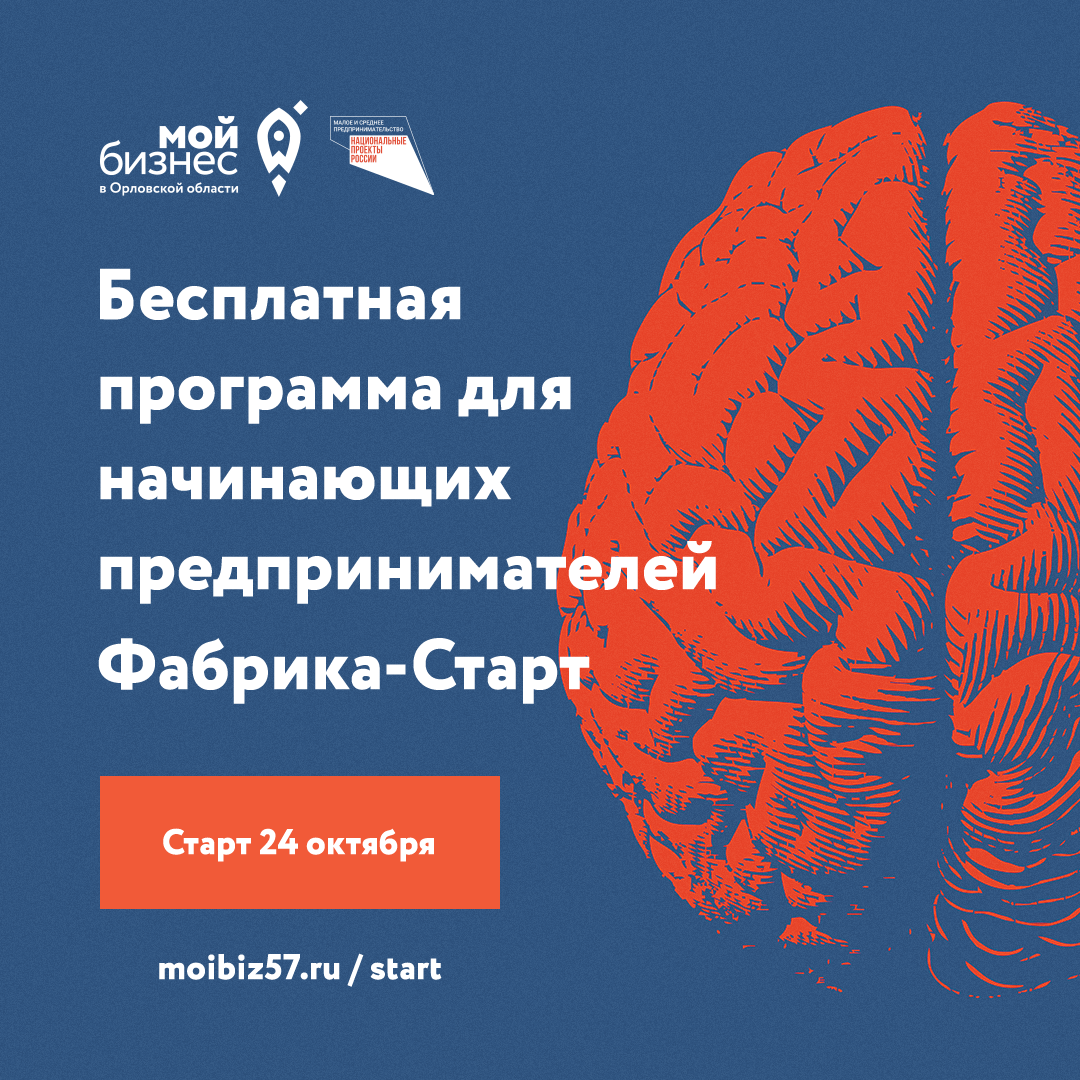 мой
бизнес
в Орловской области
МАЛОЕ И СРЕДНЕЕ
ПРЕДПРИНИМАТЕЛЬСТВО
НАЦИОНАЛЬНЫЕ
ПРОЕКТЫ
РОССИИ
Бесплатная
программа для
начинающих
предпринимателей
Фабрика-Старт
Старт 24 октября
moibiz57.ru / start